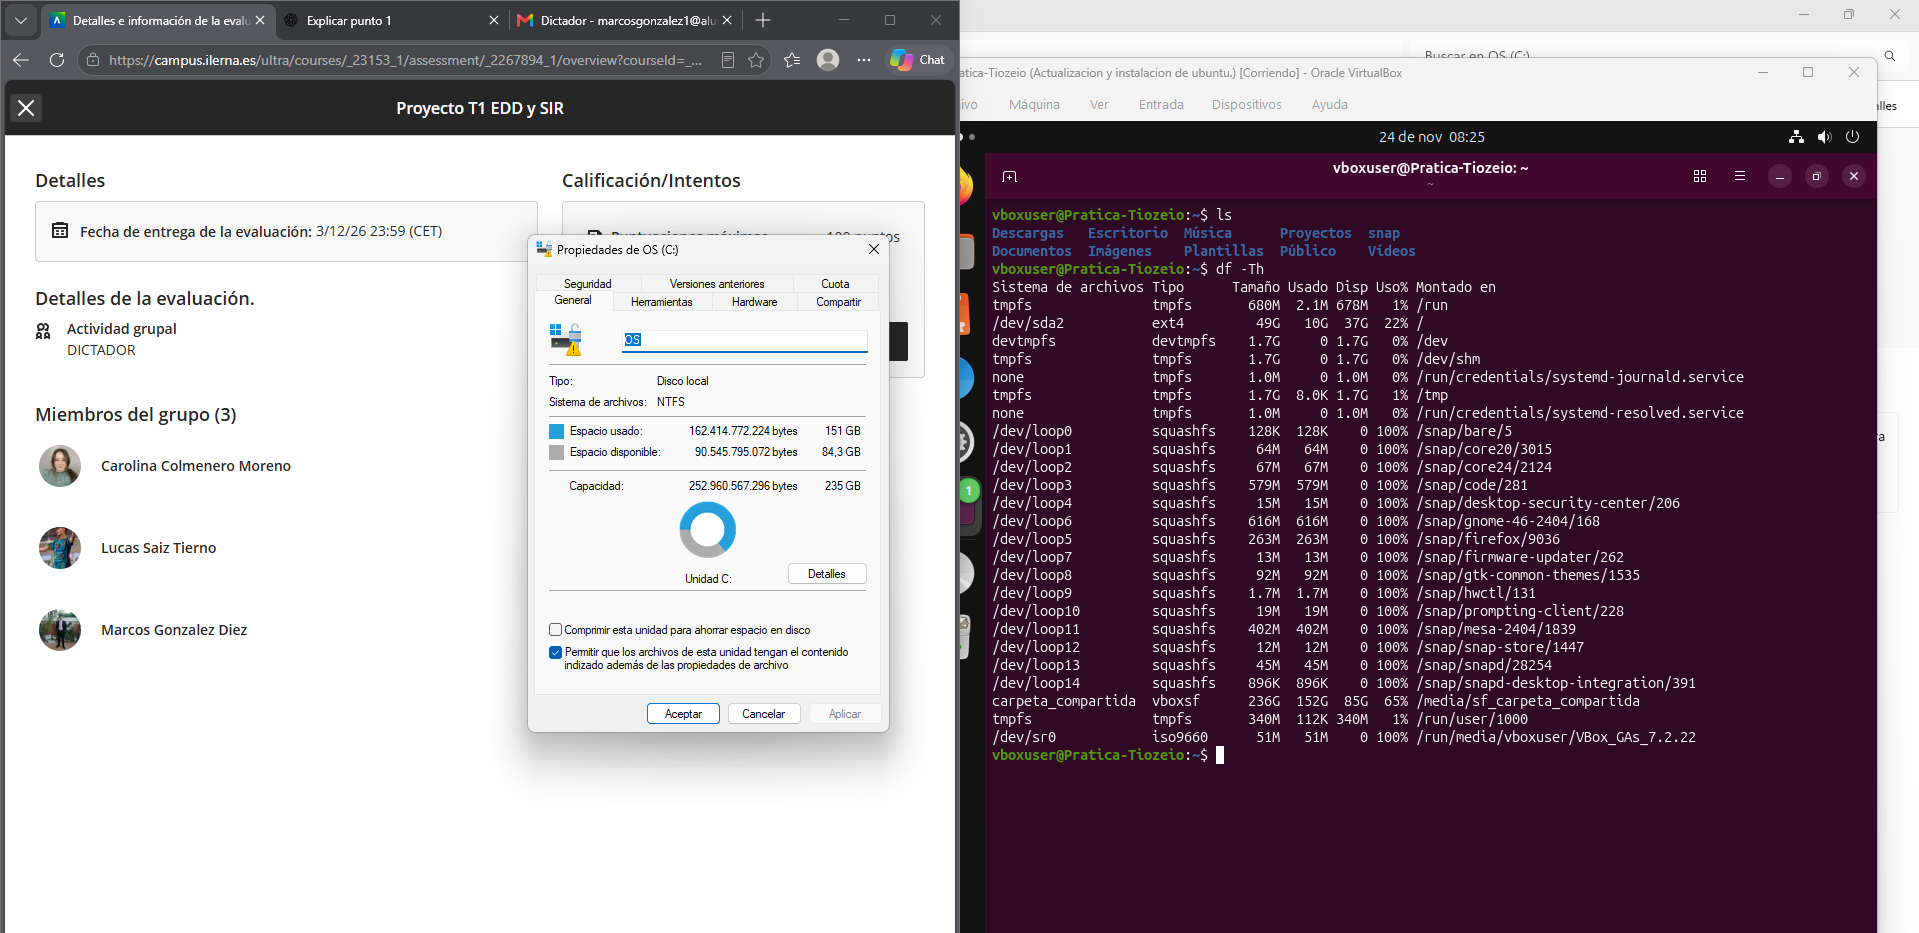 Detalles e información de la evalu
Explicar punto 1
Dictador - marcosgonzalez1@alu
https://campus.ilerna.es/ultra/courses/_23153_1/assessment/_2267894_1/overview?courseId=_...
Chat
Proyecto T1 EDD y SIR
Detalles
Calificación/Intentos
Fecha de entrega de la evaluación: 3/12/26 23:59 (CET)
Detalles de la evaluación.
Actividad grupal
DICTADOR
Miembros del grupo (3)
Carolina Colmenero Moreno
Lucas Saiz Tierno
Marcos Gonzalez Diez
Propiedades de OS (C:)
Seguridad Versiones anteriores Cuota
General Herramientas Hardware Compartir
OS
Tipo: Disco local
Sistema de archivos: NTFS
Espacio usado: 162.414.772.224 bytes 151 GB
Espacio disponible: 90.545.795.072 bytes 84,3 GB
Capacidad: 252.960.567.296 bytes 235 GB
Unidad C:
Detalles
Comprimir esta unidad para ahorrar espacio en disco
Permitir que los archivos de esta unidad tengan el contenido
indizado además de las propiedades de archivo
Aceptar Cancelar Aplicar
Buscar en OS (C:)
atica-Tiozeio (Actualizacion y instalacion de ubuntu.) [Corriendo] - Oracle VirtualBox
ivo Máquina Ver Entrada Dispositivos Ayuda
lles
24 de nov 08:25
vboxuser@Pratica-Tiozeio: ~
~
vboxuser@Pratica-Tiozeio:~$ ls
Descargas Escritorio Música Proyectos snap
Documentos Imágenes Plantillas Público Vídeos
vboxuser@Pratica-Tiozeio:~$ df -Th
Sistema de archivos Tipo Tamaño Usado Disp Uso% Montado en
tmpfs tmpfs 680M 2.1M 678M 1% /run
/dev/sda2 ext4 49G 10G 37G 22% /
devtmpfs devtmpfs 1.7G 0 1.7G 0% /dev
tmpfs tmpfs 1.7G 0 1.7G 0% /dev/shm
none tmpfs 1.0M 0 1.0M 0% /run/credentials/systemd-journald.service
tmpfs tmpfs 1.7G 8.0K 1.7G 1% /tmp
none tmpfs 1.0M 0 1.0M 0% /run/credentials/systemd-resolved.service
/dev/loop0 squashfs 128K 128K 0 100% /snap/bare/5
/dev/loop1 squashfs 64M 64M 0 100% /snap/core20/3015
/dev/loop2 squashfs 67M 67M 0 100% /snap/core24/2124
/dev/loop3 squashfs 579M 579M 0 100% /snap/code/281
/dev/loop4 squashfs 15M 15M 0 100% /snap/desktop-security-center/206
/dev/loop6 squashfs 616M 616M 0 100% /snap/gnome-46-2404/168
/dev/loop5 squashfs 263M 263M 0 100% /snap/firefox/9036
/dev/loop7 squashfs 13M 13M 0 100% /snap/firmware-updater/262
/dev/loop8 squashfs 92M 92M 0 100% /snap/gtk-common-themes/1535
/dev/loop9 squashfs 1.7M 1.7M 0 100% /snap/hwctl/131
/dev/loop10 squashfs 19M 19M 0 100% /snap/prompting-client/228
/dev/loop11 squashfs 402M 402M 0 100% /snap/mesa-2404/1839
/dev/loop12 squashfs 12M 12M 0 100% /snap/snap-store/1447
/dev/loop13 squashfs 45M 45M 0 100% /snap/snapd/28254
/dev/loop14 squashfs 896K 896K 0 100% /snap/snapd-desktop-integration/391
carpeta_compartida vboxsf 236G 152G 85G 65% /media/sf_carpeta_compartida
tmpfs tmpfs 340M 112K 340M 1% /run/user/1000
/dev/sr0 iso9660 51M 51M 0 100% /run/media/vboxuser/VBox_GAs_7.2.22
vboxuser@Pratica-Tiozeio:~$
1
a